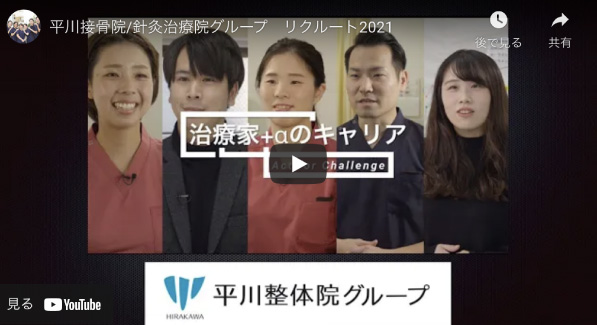 平川接骨院/針灸治療院グループ　リクルート2021
後で見る
共有
治療家+αのキャリア
Challenge
平川整体院グループ
HIRAKAWA
見る YouTube